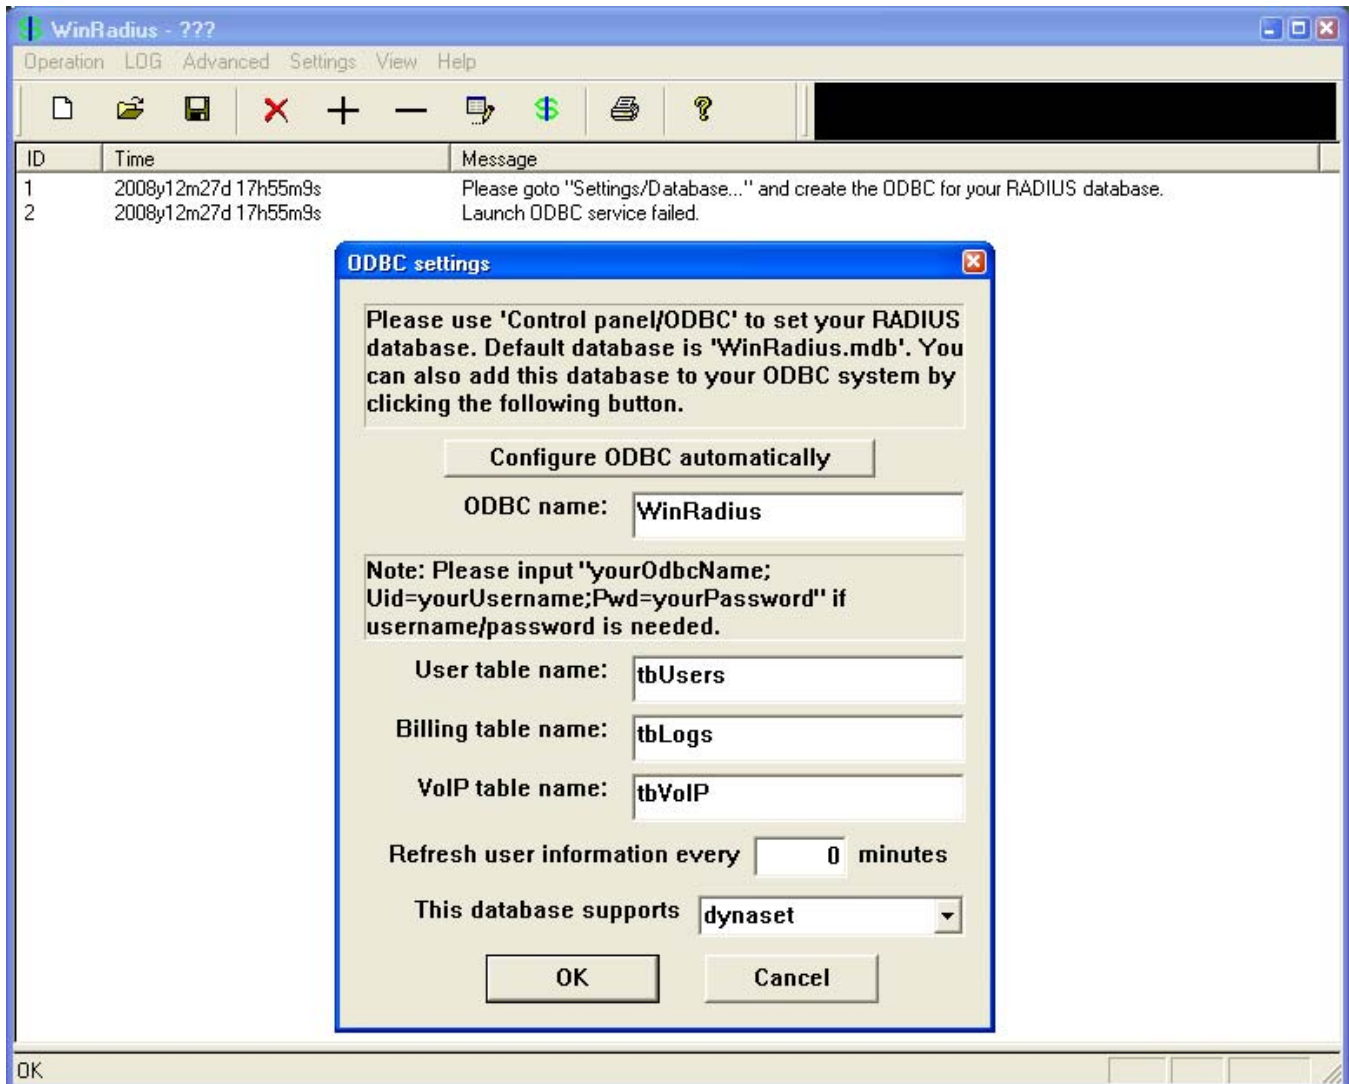 WinRadius - ???
Operation LOG Advanced Settings View Help
ID Time Message
1 2008y12m27d 17h55m9s Please goto "Settings/Database..." and create the ODBC for your RADIUS database.
2 2008y12m27d 17h55m9s Launch ODBC service failed.
ODBC settings
Please use 'Control panel/ODBC' to set your RADIUS
database. Default database is 'WinRadius.mdb'. You
can also add this database to your ODBC system by
clicking the following button.
Configure ODBC automatically
ODBC name: WinRadius
Note: Please input "yourOdbcName;
Uid=yourUsername;Pwd=yourPassword" if
username/password is needed.
User table name: tbUsers
Billing table name: tbLogs
VoIP table name: tbVoIP
Refresh user information every 0 minutes
This database supports dynaset
OK Cancel
OK